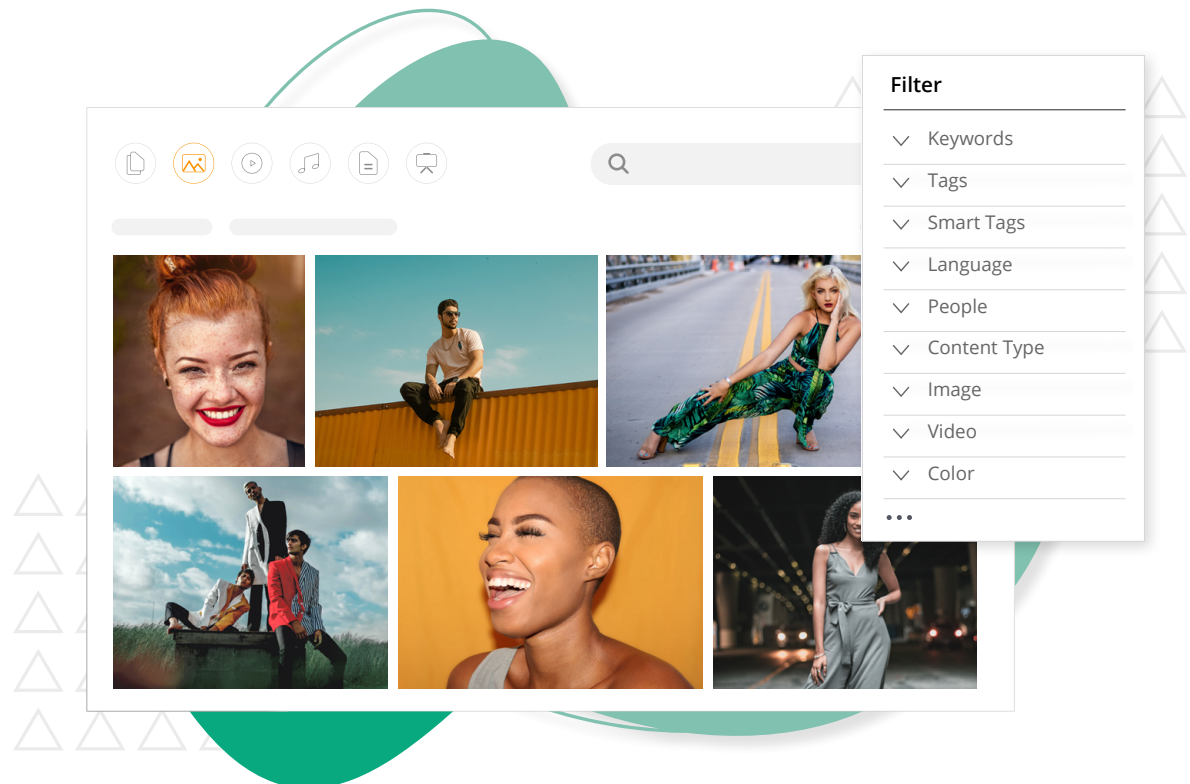 Filter
Keywords
Tags
Smart Tags
Language
People
Content Type
Image
Video
Color
•••